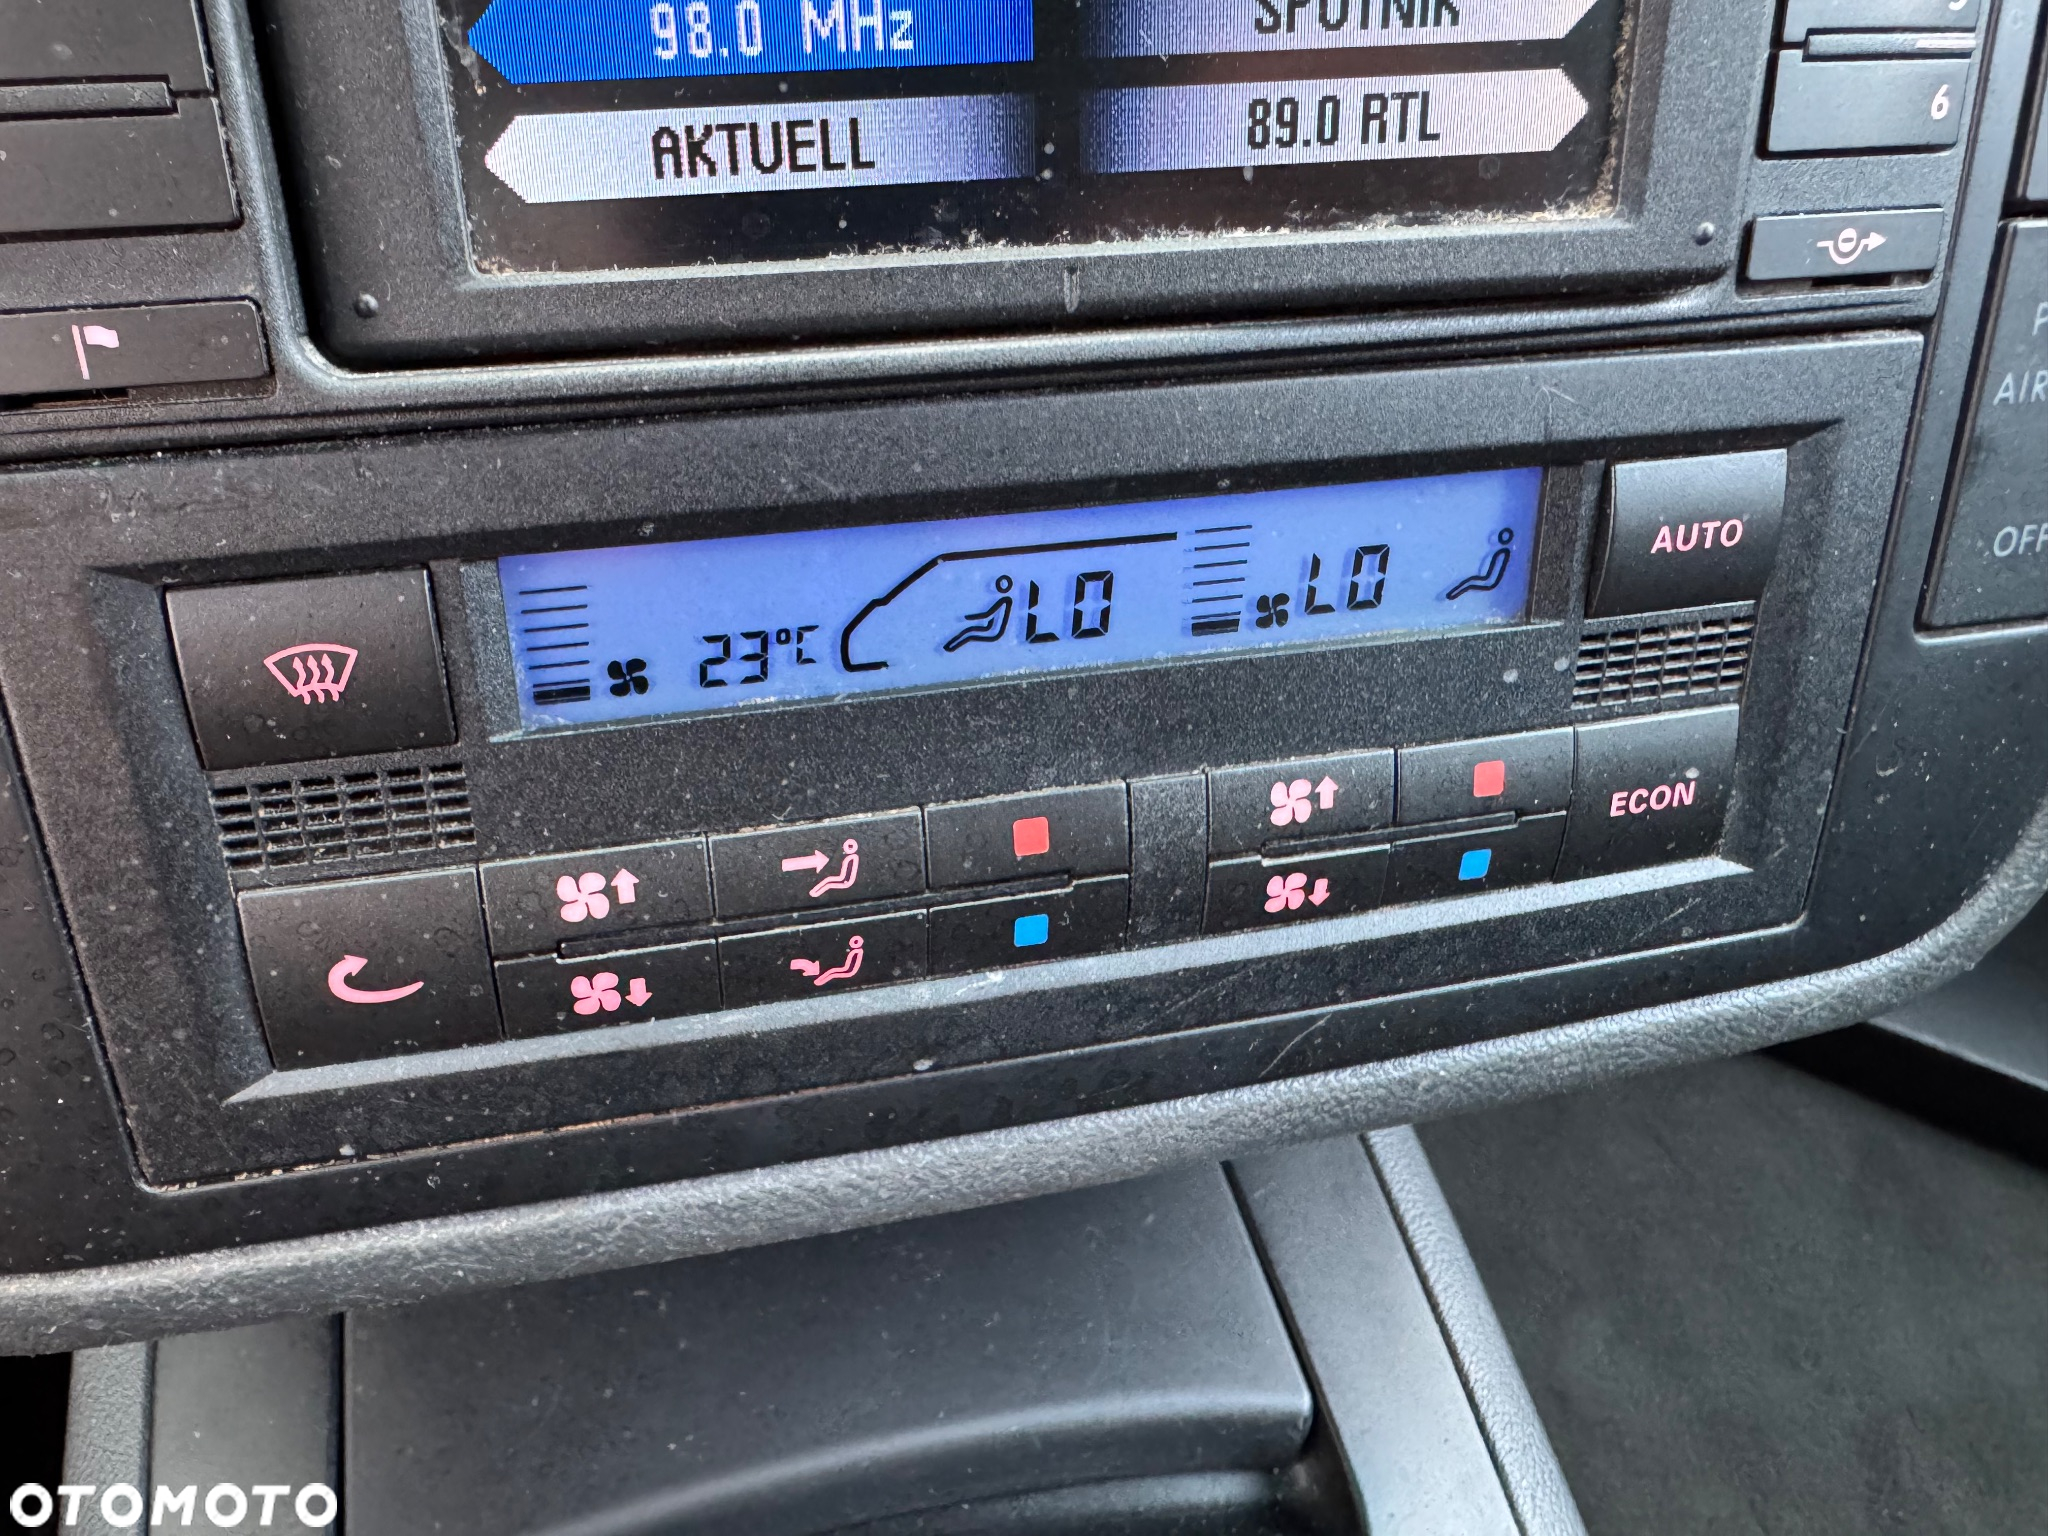 98.0 MHz
SPUTNIK
AKTUELL
89.0 RTL
6
AIR
OFF
AUTO
23°C
LO
LO
ECON
OTOMOTO